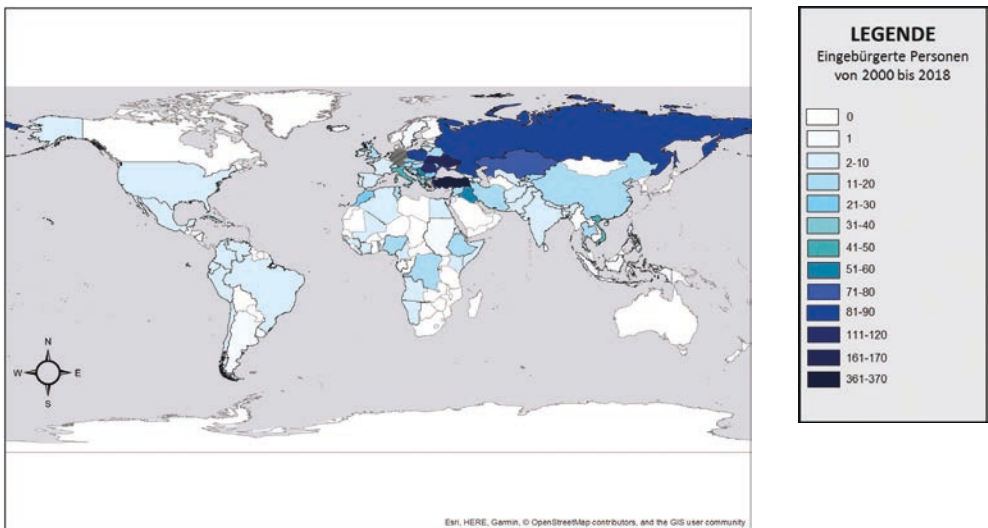 LEGENDE
Eingebürgerte Personen
von 2000 bis 2018
0
1
2-10
11-20
21-30
31-40
41-50
51-60
71-80
81-90
111-120
161-170
361-370
N
W E
S
Esri, HERE, Garmin, © OpenStreetMap contributors, and the GIS user community